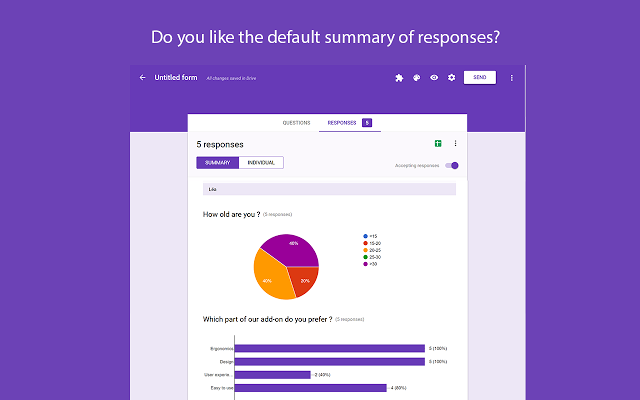 Do you like the default summary of responses?
Untitled form
All changes saved in Drive
SEND
QUESTIONS
RESPONSES 5
5 responses
SUMMARY INDIVIDUAL
Accepting responses
Léa
How old are you ? (5 responses)
40%
40%
20%
<15
15-20
20-25
25-30
>30
Which part of our add-on do you prefer ? (5 responses)
Ergonomics 5 (100%)
Design 5 (100%)
User experie... 2 (40%)
Easy to use 4 (80%)